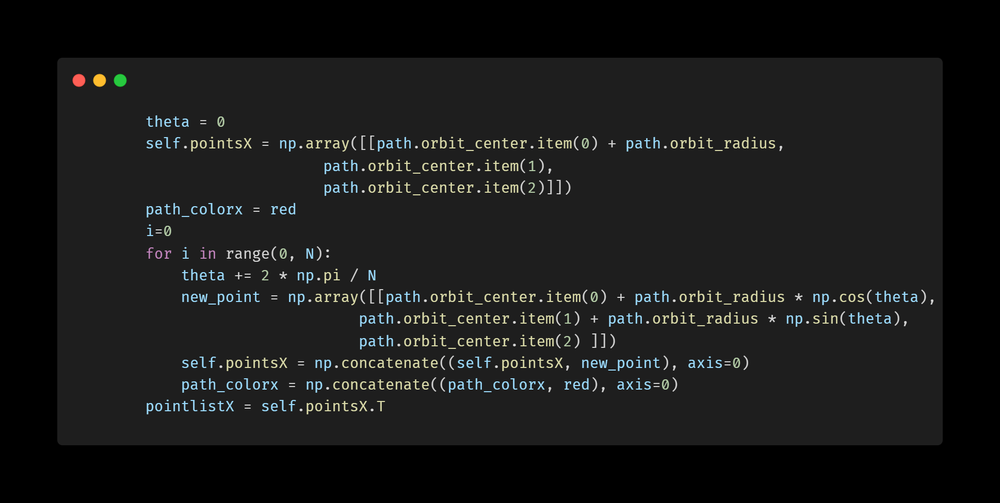 theta = 0
self.pointsX = np.array([[path.orbit_center.item(0) + path.orbit_radius,
                    path.orbit_center.item(1),
                    path.orbit_center.item(2)]])
path_colorx = red
i=0
for i in range(0, N):
    theta += 2 * np.pi / N
    new_point = np.array([[path.orbit_center.item(0) + path.orbit_radius * np.cos(theta),
                        path.orbit_center.item(1) + path.orbit_radius * np.sin(theta),
                        path.orbit_center.item(2) ]])
    self.pointsX = np.concatenate((self.pointsX, new_point), axis=0)
    path_colorx = np.concatenate((path_colorx, red), axis=0)
pointlistX = self.pointsX.T